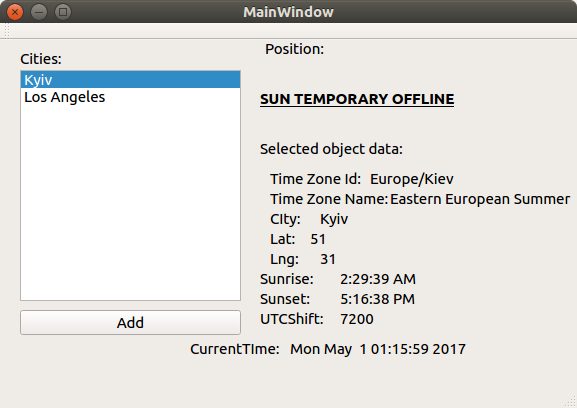 MainWindow
Position:
Cities:
Kyiv
Los Angeles
SUN TEMPORARY OFFLINE
Selected object data:
Time Zone Id: Europe/Kiev
Time Zone Name: Eastern European Summer
CIty: Kyiv
Lat: 51
Lng: 31
Sunrise: 2:29:39 AM
Sunset: 5:16:38 PM
UTCShift: 7200
Add
CurrentTIme: Mon May 1 01:15:59 2017